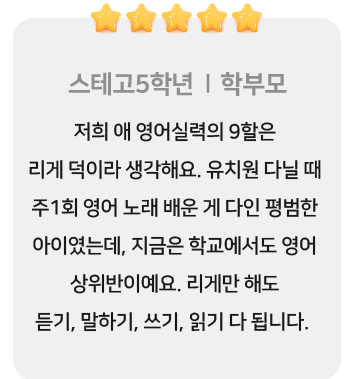 스테고5학년 ㅣ학부모
저희 애 영어실력의 9할은
리게 덕이라 생각해요. 유치원 다닐 때
주1회 영어 노래 배운 게 다인 평범한
아이였는데, 지금은 학교에서도 영어
상위반이예요. 리게만 해도
듣기, 말하기, 쓰기, 읽기 다 됩니다.